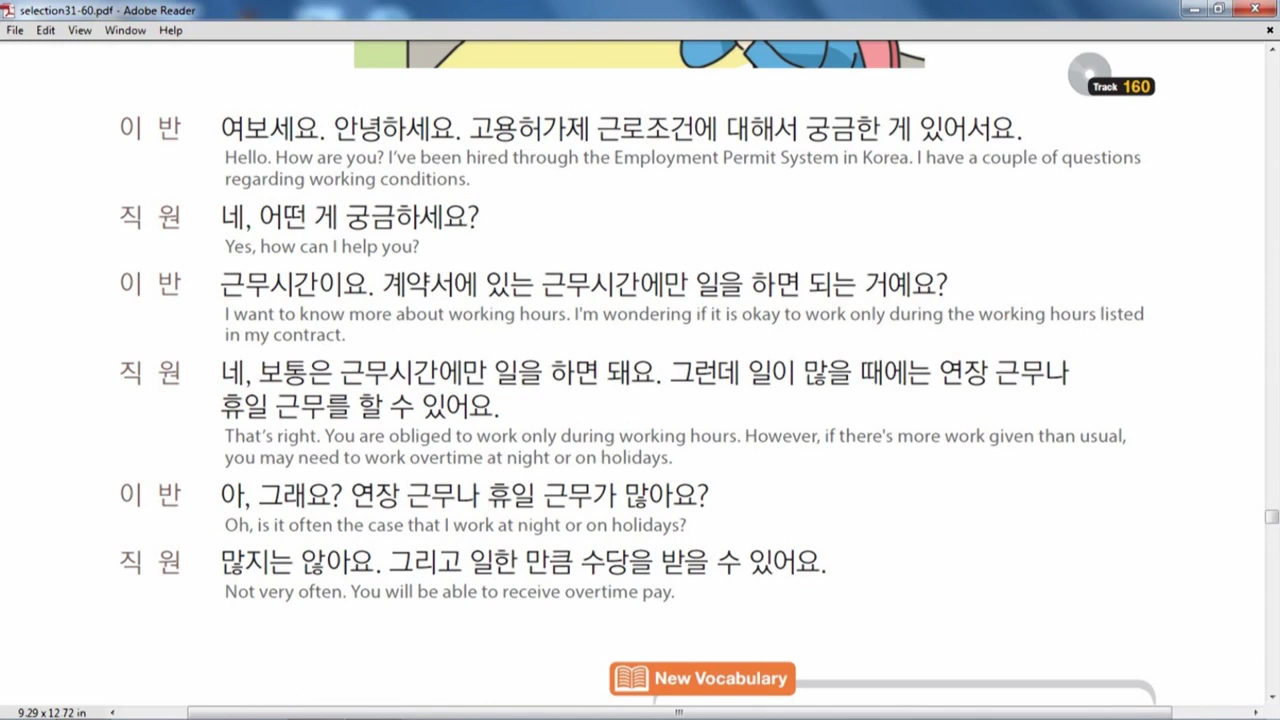 selection31-60.pdf - Adobe Reader
File Edit View Window Help
Track 160
이 반 여보세요. 안녕하세요. 고용허가제 근로조건에 대해서 궁금한 게 있어서요.
Hello. How are you? I've been hired through the Employment Permit System in Korea. I have a couple of questions
regarding working conditions.
직 원 네, 어떤 게 궁금하세요?
Yes, how can I help you?
이 반 근무시간이요. 계약서에 있는 근무시간에만 일을 하면 되는 거예요?
I want to know more about working hours. I'm wondering if it is okay to work only during the working hours listed
in my contract.
직 원 네, 보통은 근무시간에만 일을 하면 돼요. 그런데 일이 많을 때에는 연장 근무나
휴일 근무를 할 수 있어요.
That's right. You are obliged to work only during working hours. However, if there's more work given than usual,
you may need to work overtime at night or on holidays.
이 반 아, 그래요? 연장 근무나 휴일 근무가 많아요?
Oh, is it often the case that I work at night or on holidays?
직 원 많지는 않아요. 그리고 일한 만큼 수당을 받을 수 있어요.
Not very often. You will be able to receive overtime pay.
New Vocabulary
9.29 x 12.72 in